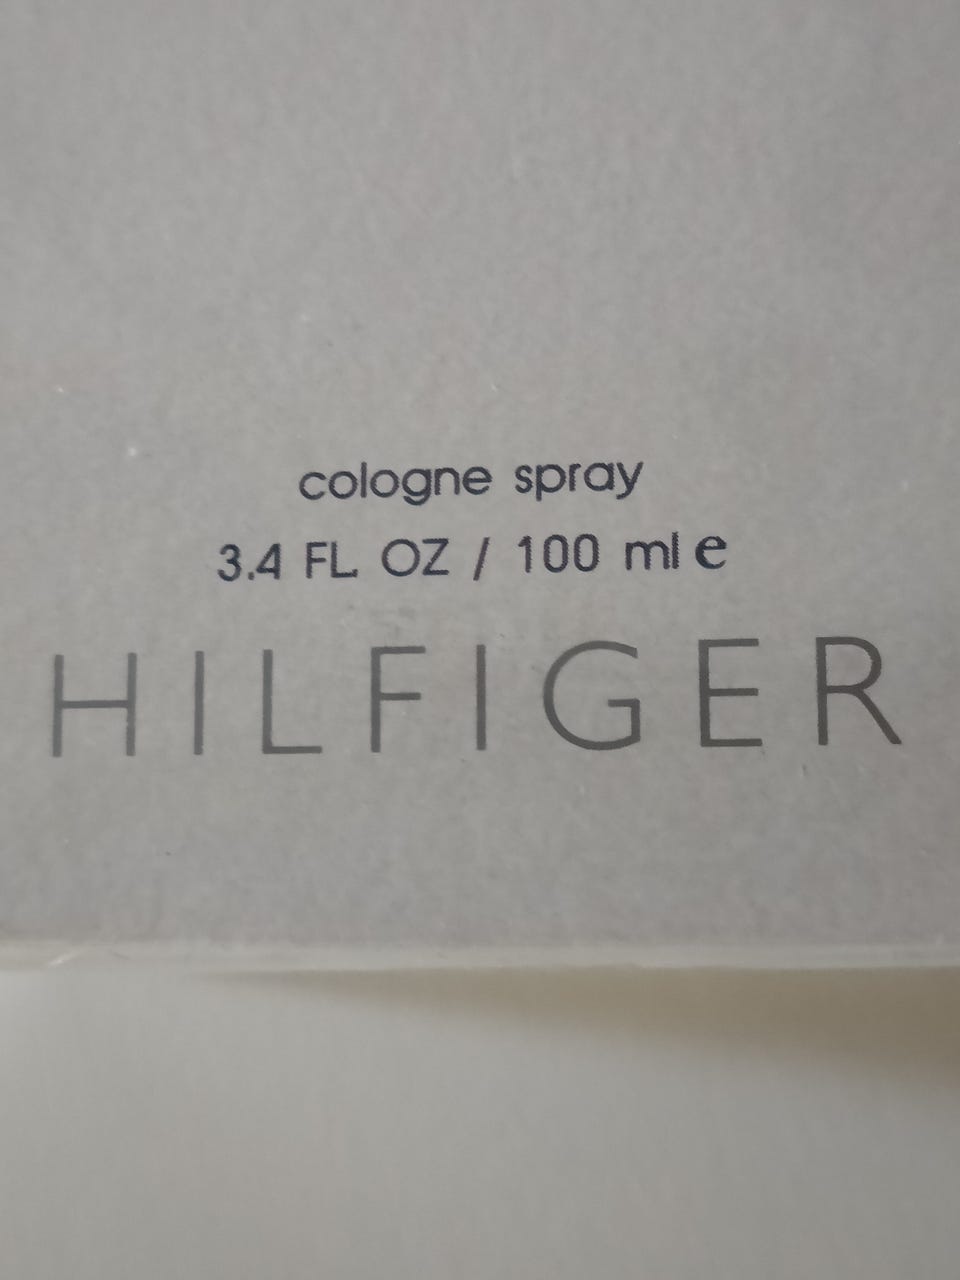 cologne spray
3.4 FL OZ / 100 ml e
HILFIGER